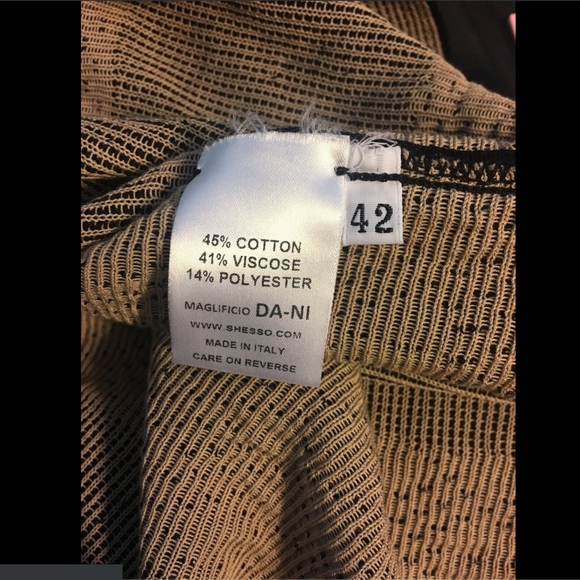 42
45% COTTON
41% VISCOSE
14% POLYESTER
MAGLIFICIO DA-NI
WWW.SHESSO.COM
MADE IN ITALY
CARE ON REVERSE